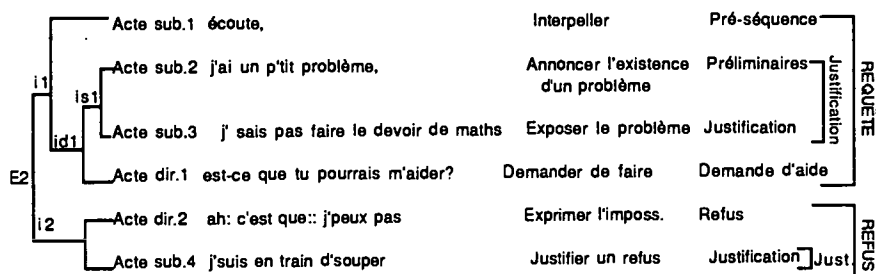 Acte sub.1 écoute, Interpeller Pré-séquence
i1 Acte sub.2 j'ai un p'tit problème, Annoncer l'existence d'un problème Préliminaires
is1
Acte sub.3 j' sais pas faire le devoir de maths Exposer le problème Justification
Justification
REQUETE
id1
E2 Acte dir.1 est-ce que tu pourrais m'aider? Demander de faire Demande d'aide
i2 Acte dir.2 ah: c'est que:: j'peux pas Exprimer l'imposs. Refus
Acte sub.4 j'suis en train d'souper Justifier un refus Justification Just.
REFUS